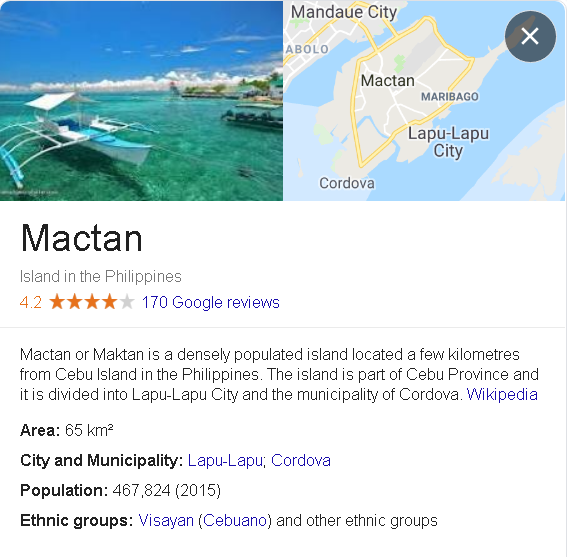 Mandaue City
ABOLO
Mactan
MARIBAGO
Lapu-Lapu
City
Cordova
Mactan
Island in the Philippines
4.2 170 Google reviews
Mactan or Maktan is a densely populated island located a few kilometres
from Cebu Island in the Philippines. The island is part of Cebu Province and
it is divided into Lapu-Lapu City and the municipality of Cordova. Wikipedia
Area: 65 km²
City and Municipality: Lapu-Lapu; Cordova
Population: 467,824 (2015)
Ethnic groups: Visayan (Cebuano) and other ethnic groups